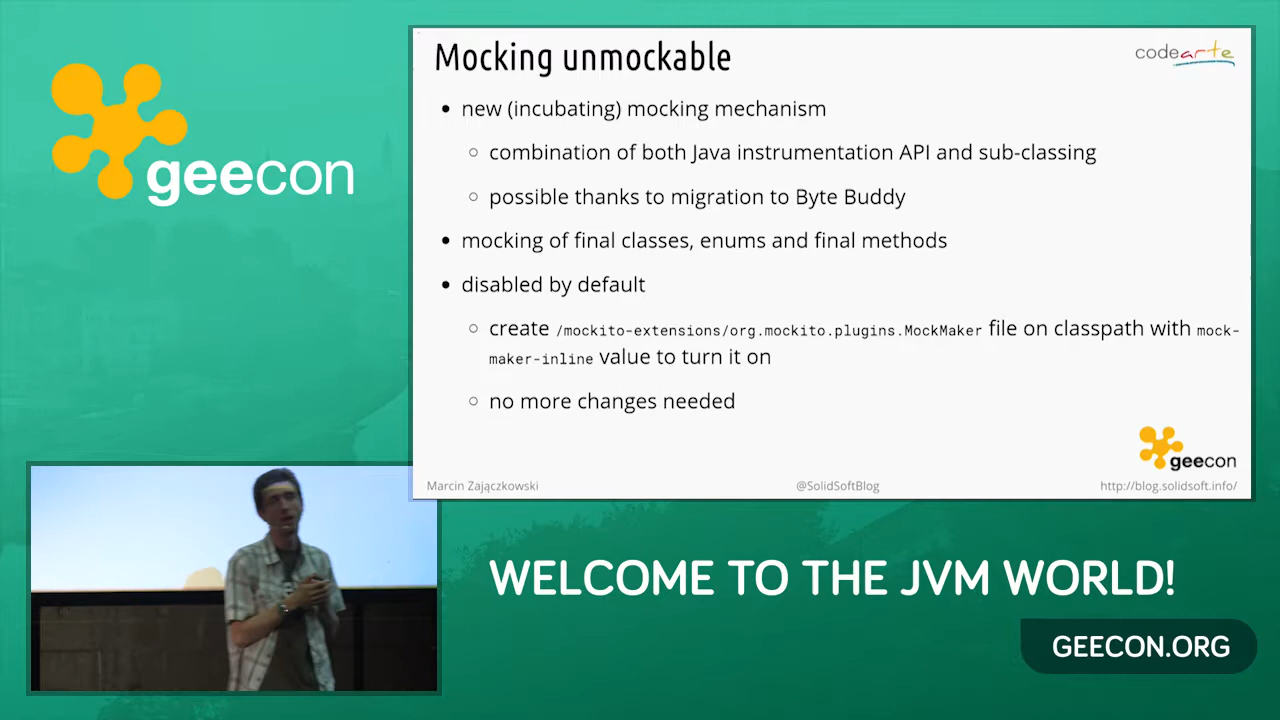 geecon
Mocking unmockable
codearte
• new (incubating) mocking mechanism
○ combination of both Java instrumentation API and sub-classing
○ possible thanks to migration to Byte Buddy
• mocking of final classes, enums and final methods
• disabled by default
○ create /mockito-extensions/org.mockito.plugins.MockMaker file on classpath with mock-
maker-inline value to turn it on
○ no more changes needed
geecon
Marcin Zajączkowski @SolidSoftBlog http://blog.solidsoft.info/
WELCOME TO THE JVM WORLD!
GEECON.ORG